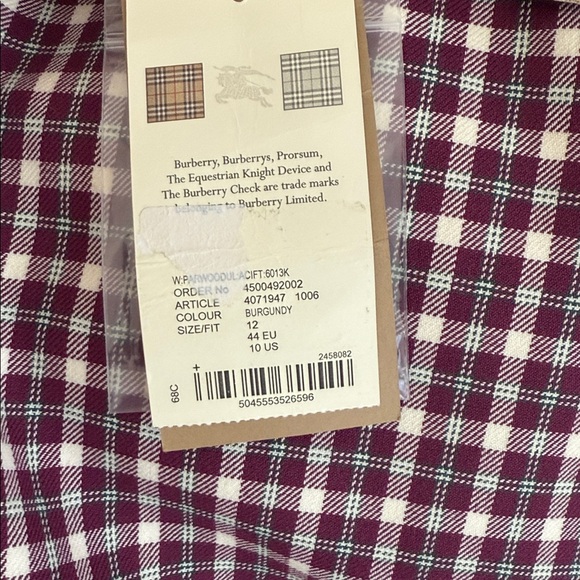 Burberry, Burberrys, Prorsum,
The Equestrian Knight Device and
The Burberry Check are trade marks
belonging to Burberry Limited.
ORDER No 4500492002
ARTICLE 4071947 1006
COLOUR BURGUNDY
SIZE/FIT 12
44 EU
10 US
2458082
68C
5045553526596